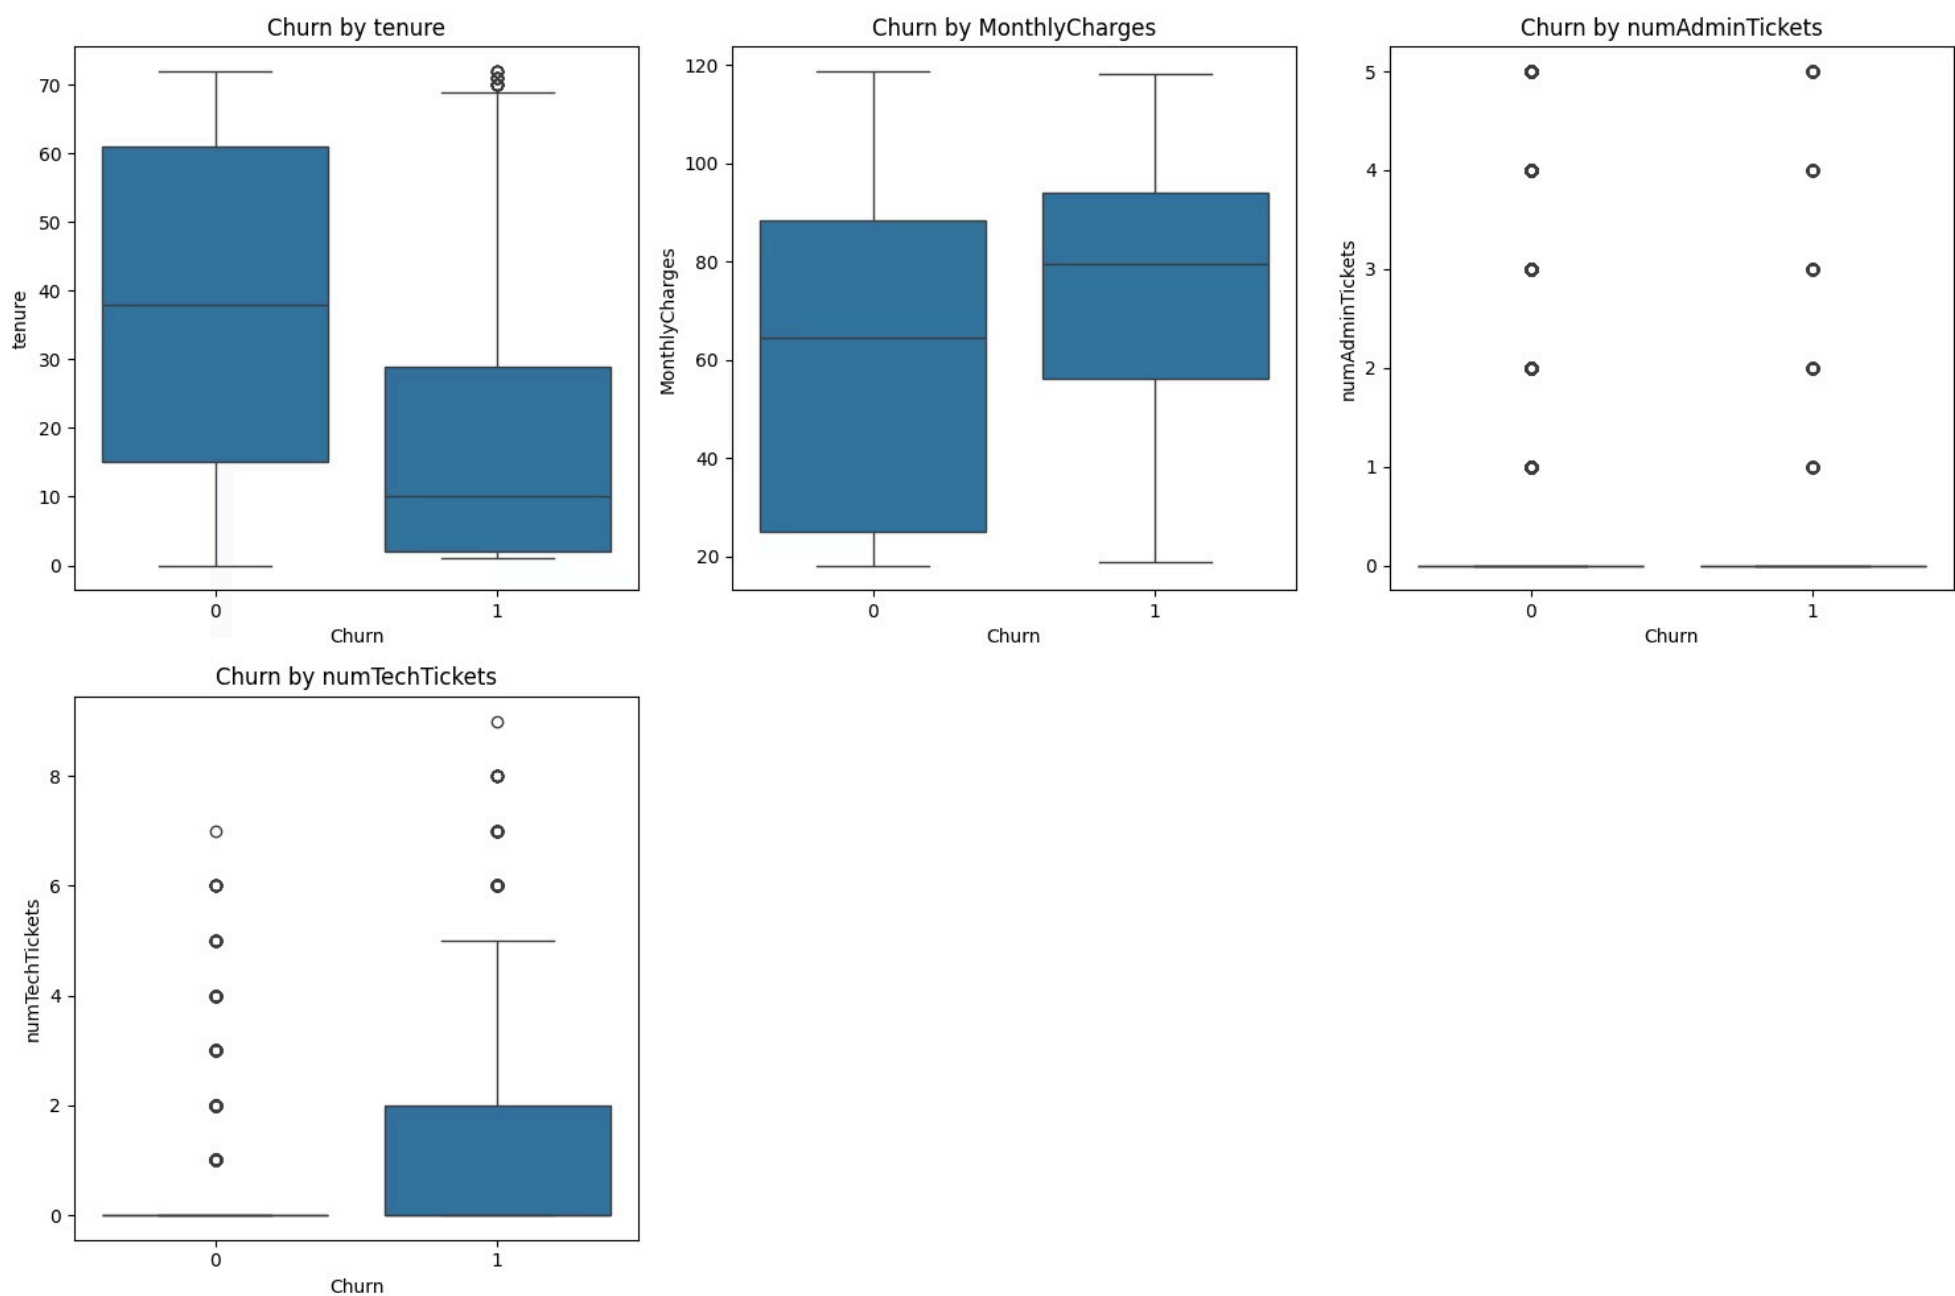 Churn by tenure
70
60
50
40
30
20
10
0
tenure
0 1
Churn
Churn by MonthlyCharges
120
100
80
60
40
20
MonthlyCharges
0 1
Churn
Churn by numAdminTickets
5
4
3
2
1
0
numAdminTickets
0 1
Churn
Churn by numTechTickets
8
6
4
2
0
numTechTickets
0 1
Churn